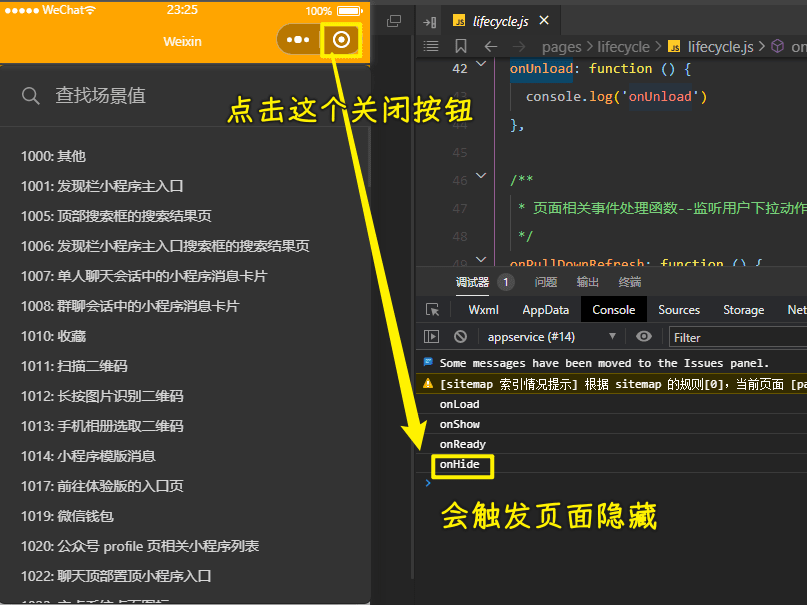 WeChat
23:25
100%
Weixin
查找场景值
点击这个关闭按钮
1000: 其他
1001: 发现栏小程序主入口
1005: 顶部搜索框的搜索结果页
1006: 发现栏小程序主入口搜索框的搜索结果页
1007: 单人聊天会话中的小程序消息卡片
1008: 群聊会话中的小程序消息卡片
1010: 收藏
1011: 扫描二维码
1012: 长按图片识别二维码
1013: 手机相册选取二维码
1014: 小程序模版消息
1017: 前往体验版的入口页
1019: 微信钱包
1020: 公众号 profile 页相关小程序列表
1022: 聊天顶部置顶小程序入口
JS lifecycle.js
pages > lifecycle > JS lifecycle.js > on
42 onUnload: function () {
43 console.log('onUnload')
44 },
45
46 /**
47 * 页面相关事件处理函数--监听用户下拉动作
48 */
49 onPullDownRefresh: function () {
调试器 1 问题 输出 终端
Wxml AppData Console Sources Storage Net
appservice (#14) Filter
Some messages have been moved to the Issues panel.
[sitemap 索引情况提示] 根据 sitemap 的规则[0]，当前页面 [pa
onLoad
onShow
onReady
onHide
会触发页面隐藏